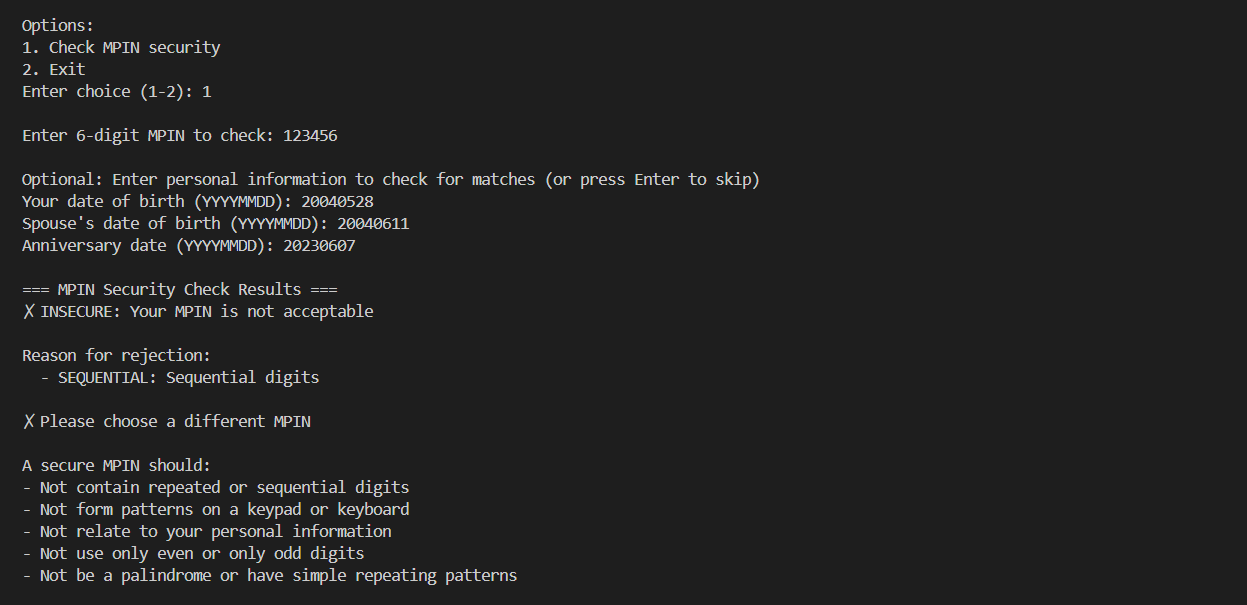 Options:
1. Check MPIN security
2. Exit
Enter choice (1-2): 1
Enter 6-digit MPIN to check: 123456
Optional: Enter personal information to check for matches (or press Enter to skip)
Your date of birth (YYYYMMDD): 20040528
Spouse's date of birth (YYYYMMDD): 20040611
Anniversary date (YYYYMMDD): 20230607
=== MPIN Security Check Results ===
✗ INSECURE: Your MPIN is not acceptable
Reason for rejection:
- SEQUENTIAL: Sequential digits
✗ Please choose a different MPIN
A secure MPIN should:
- Not contain repeated or sequential digits
- Not form patterns on a keypad or keyboard
- Not relate to your personal information
- Not use only even or only odd digits
- Not be a palindrome or have simple repeating patterns